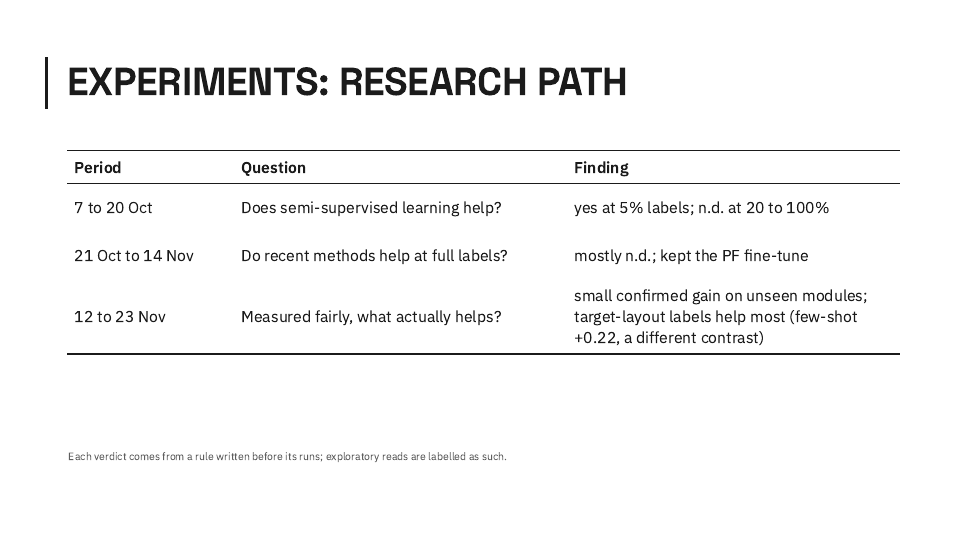 EXPERIMENTS: RESEARCH PATH
Period Question Finding
7 to 20 Oct Does semi-supervised learning help? yes at 5% labels; n.d. at 20 to 100%
21 Oct to 14 Nov Do recent methods help at full labels? mostly n.d.; kept the PF fine-tune
12 to 23 Nov Measured fairly, what actually helps? small confirmed gain on unseen modules;
target-layout labels help most (few-shot
+0.22, a different contrast)
Each verdict comes from a rule written before its runs; exploratory reads are labelled as such.